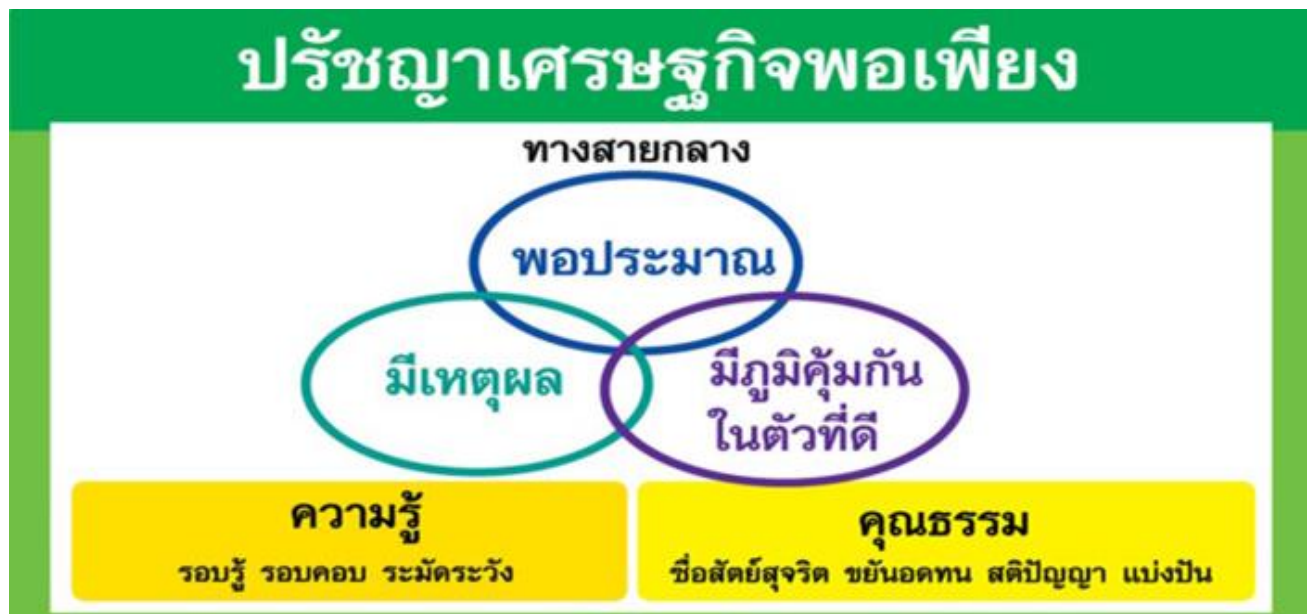 ปรัชญาเศรษฐกิจพอเพียง
ทางสายกลาง
พอประมาณ
มีเหตุผล
มีภูมิคุ้มกัน
ในตัวที่ดี
ความรู้
รอบรู้ รอบคอบ ระมัดระวัง
คุณธรรม
ซื่อสัตย์สุจริต ขยันอดทน สติปัญญา แบ่งปัน